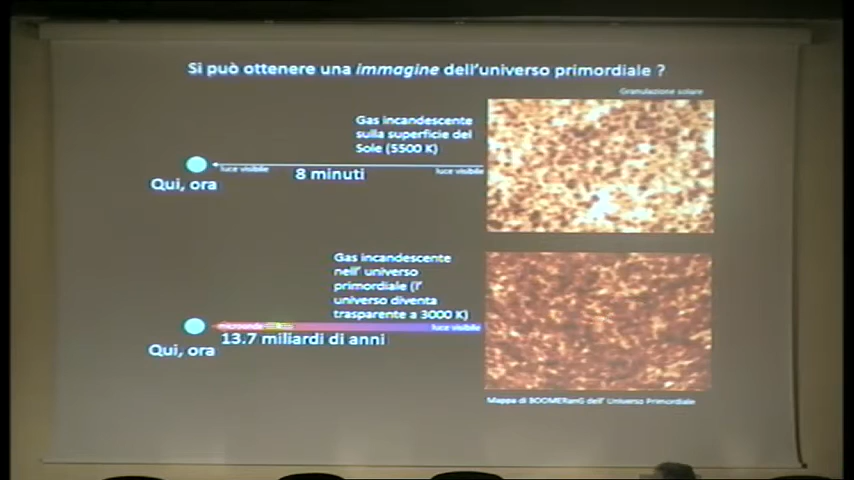 Si può ottenere una immagine dell'universo primordiale ?
Granulazione solare
Gas incandescente
sulla superficie del
Sole (5500 K)
luce visibile
luce visibile
8 minuti
Qui, ora
Gas incandescente
nell' universo
primordiale (l'
universo diventa
trasparente a 3000 K)
microonde
luce visibile
13.7 miliardi di anni
Qui, ora
Mappa di BOOMERanG dell' Universo Primordiale